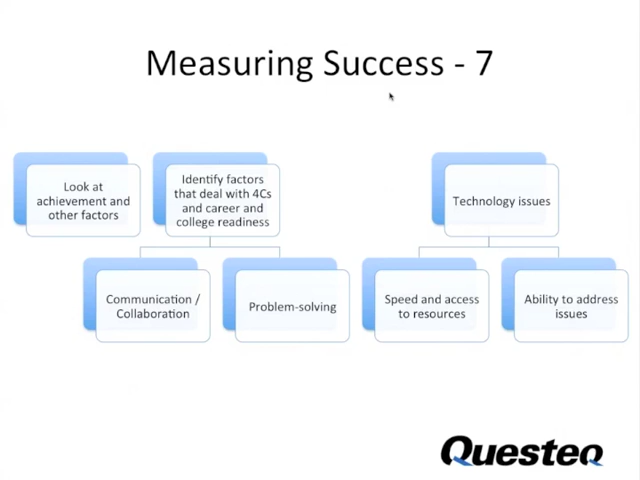 Measuring Success - 7
Look at
achievement and
other factors
Identify factors
that deal with 4Cs
and career and
college readiness
Technology issues
Communication /
Collaboration
Problem-solving
Speed and access
to resources
Ability to address
issues
Questeq